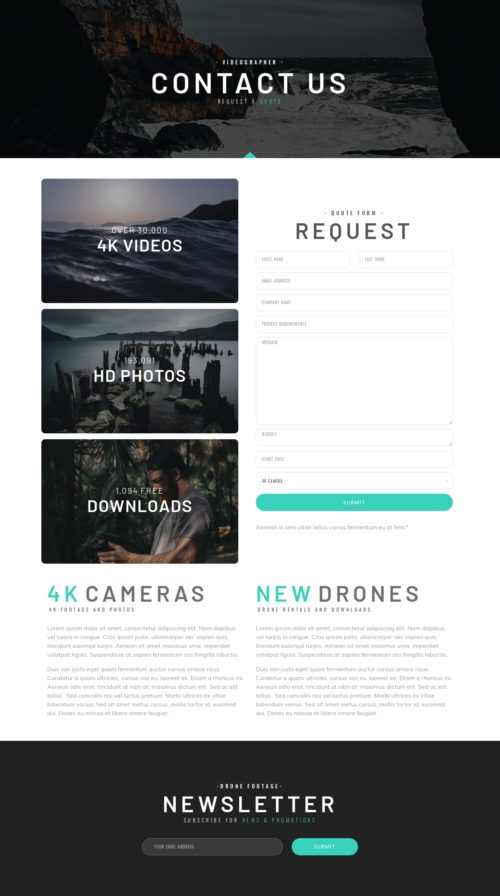 - VIDEOGRAPHER -
CONTACT US
REQUEST A QUOTE
OVER 30,000
4K VIDEOS
193,091
HD PHOTOS
1,094 FREE
DOWNLOADS
- QUOTE FORM -
REQUEST
FIRST NAME
LAST NAME
EMAIL ADDRESS
COMPANY NAME
PROJECT REQUIREMENTS
MESSAGE
BUDGET
START DATE
4K CAMERA
SUBMIT
Aenean in sem vitae tellus varius fermentum eu at felis.*
4K CAMERAS
4K FOOTAGE AND PHOTOS
Lorem ipsum dolor sit amet, consectetur adipiscing elit. Nam dapibus
vel turpis in congue. Cras ipsum justo, ullamcorper nec sapien quis,
tincidunt euismod ipsum. Aenean sit amet maximus urna, imperdiet
volutpat ligula. Suspendisse at sapien fermentum nisi fringilla lobortis.
Duis non justo eget quam fermentum auctor cursus ornare risus.
Curabitur a quam ultricies, cursus nisl eu, laoreet ex. Proin cursus mi.
Aenean odio erat, tincidunt ut nibh at, maximus dictum elit. Sed ac elit
tellus. Sed convallis nisi vel luctus pretium. Morbi ultrices ex vitae
bibendum varius. Sed sit amet metus cursus, mollis tortor id, euismod
dui. Donec eu massa et libero ornare feugiat.
NEW DRONES
DRONE RENTALS AND DOWNLOADS
Lorem ipsum dolor sit amet, consectetur adipiscing elit. Nam dapibus
vel turpis in congue. Cras ipsum justo, ullamcorper nec sapien quis,
tincidunt euismod ipsum. Aenean sit amet maximus urna, imperdiet
volutpat ligula. Suspendisse at sapien fermentum nisi fringilla lobortis.
Duis non justo eget quam fermentum auctor cursus ornare risus.
Curabitur a quam ultricies, cursus nisl eu, laoreet ex. Proin cursus mi.
Aenean odio erat, tincidunt ut nibh at, maximus dictum elit. Sed ac elit
tellus. Sed convallis nisi vel luctus pretium. Morbi ultrices ex vitae
bibendum varius. Sed sit amet metus cursus, mollis tortor id, euismod
dui. Donec eu massa et libero ornare feugiat.
-DRONE FOOTAGE-
NEWSLETTER
SUBSCRIBE FOR NEWS & PROMOTIONS
YOUR EMAIL ADDRESS
SUBMIT